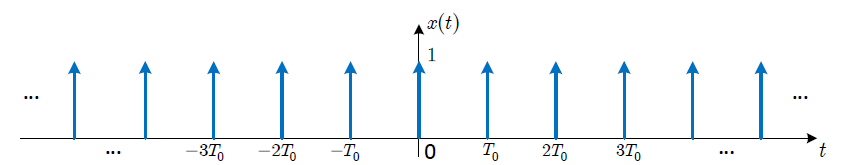 x(t)
1
... ...
... −3T₀ −2T₀ −T₀ 0 T₀ 2T₀ 3T₀ ... t